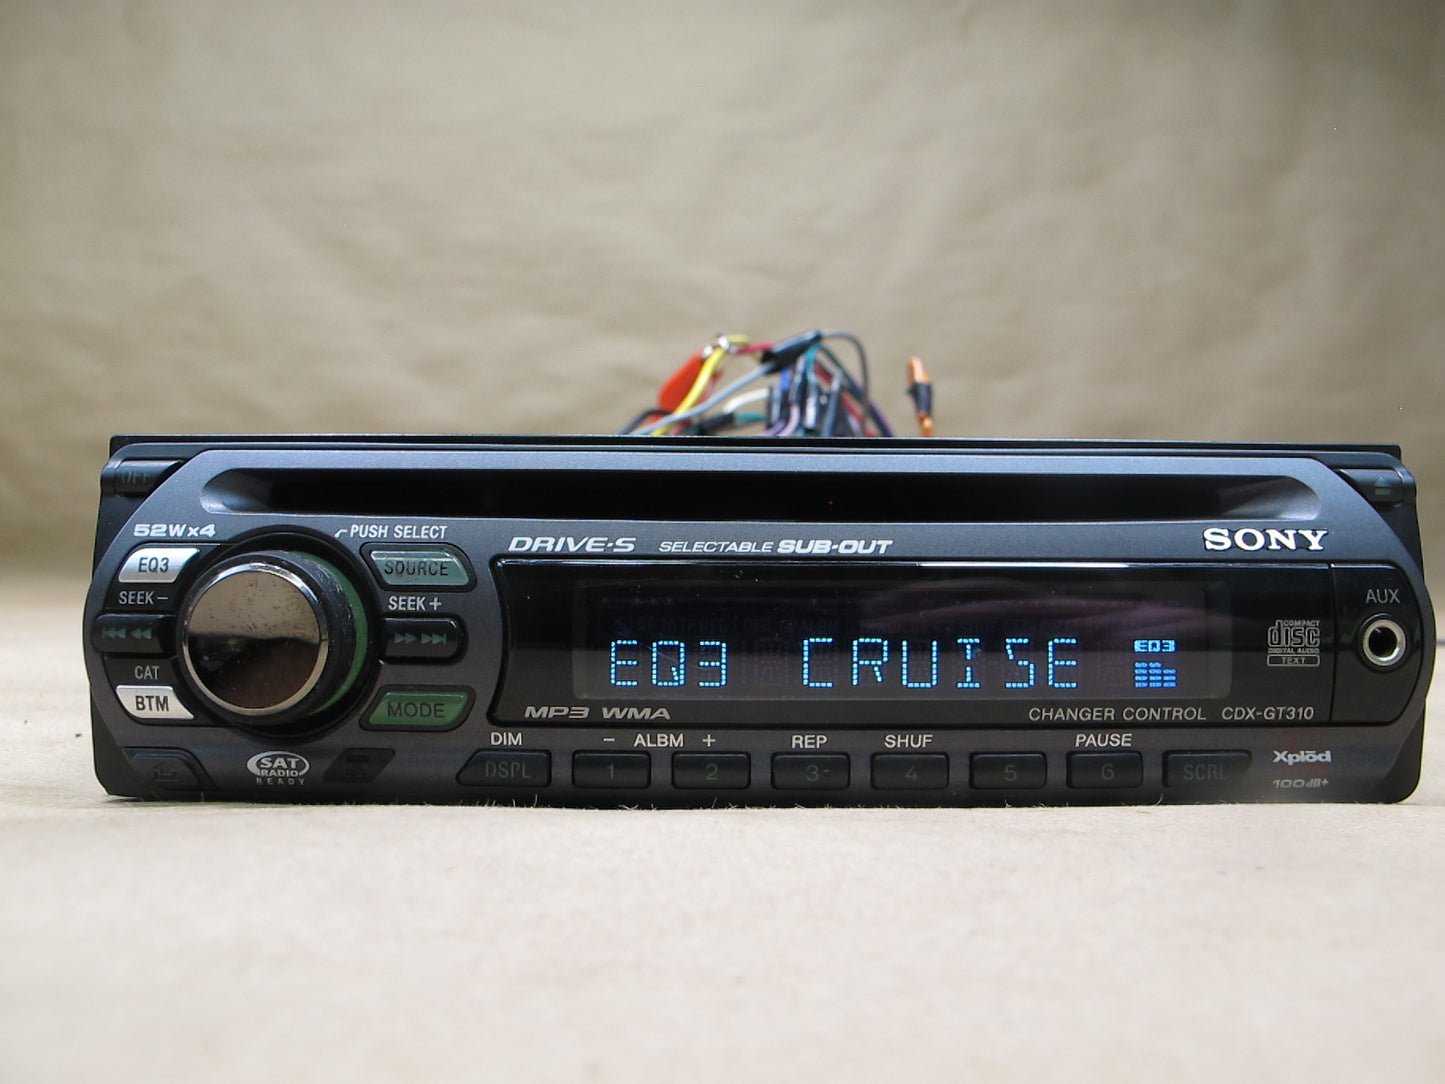 OFF
52W x 4
PUSH SELECT
DRIVE-S SELECTABLE SUB-OUT
SONY
EQ3
SOURCE
AUX
SEEK -
SEEK +
COMPACT
disc
DIGITAL AUDIO
TEXT
EQ3 CRUISE EQ3
CAT
BTM
MODE
MP3 WMA
CHANGER CONTROL CDX-GT310
DIM
- ALBM +
REP
SHUF
PAUSE
SAT
RADIO
READY
DSPL
1
2
3
4
5
6
SCRL
Xplōd
100dB+